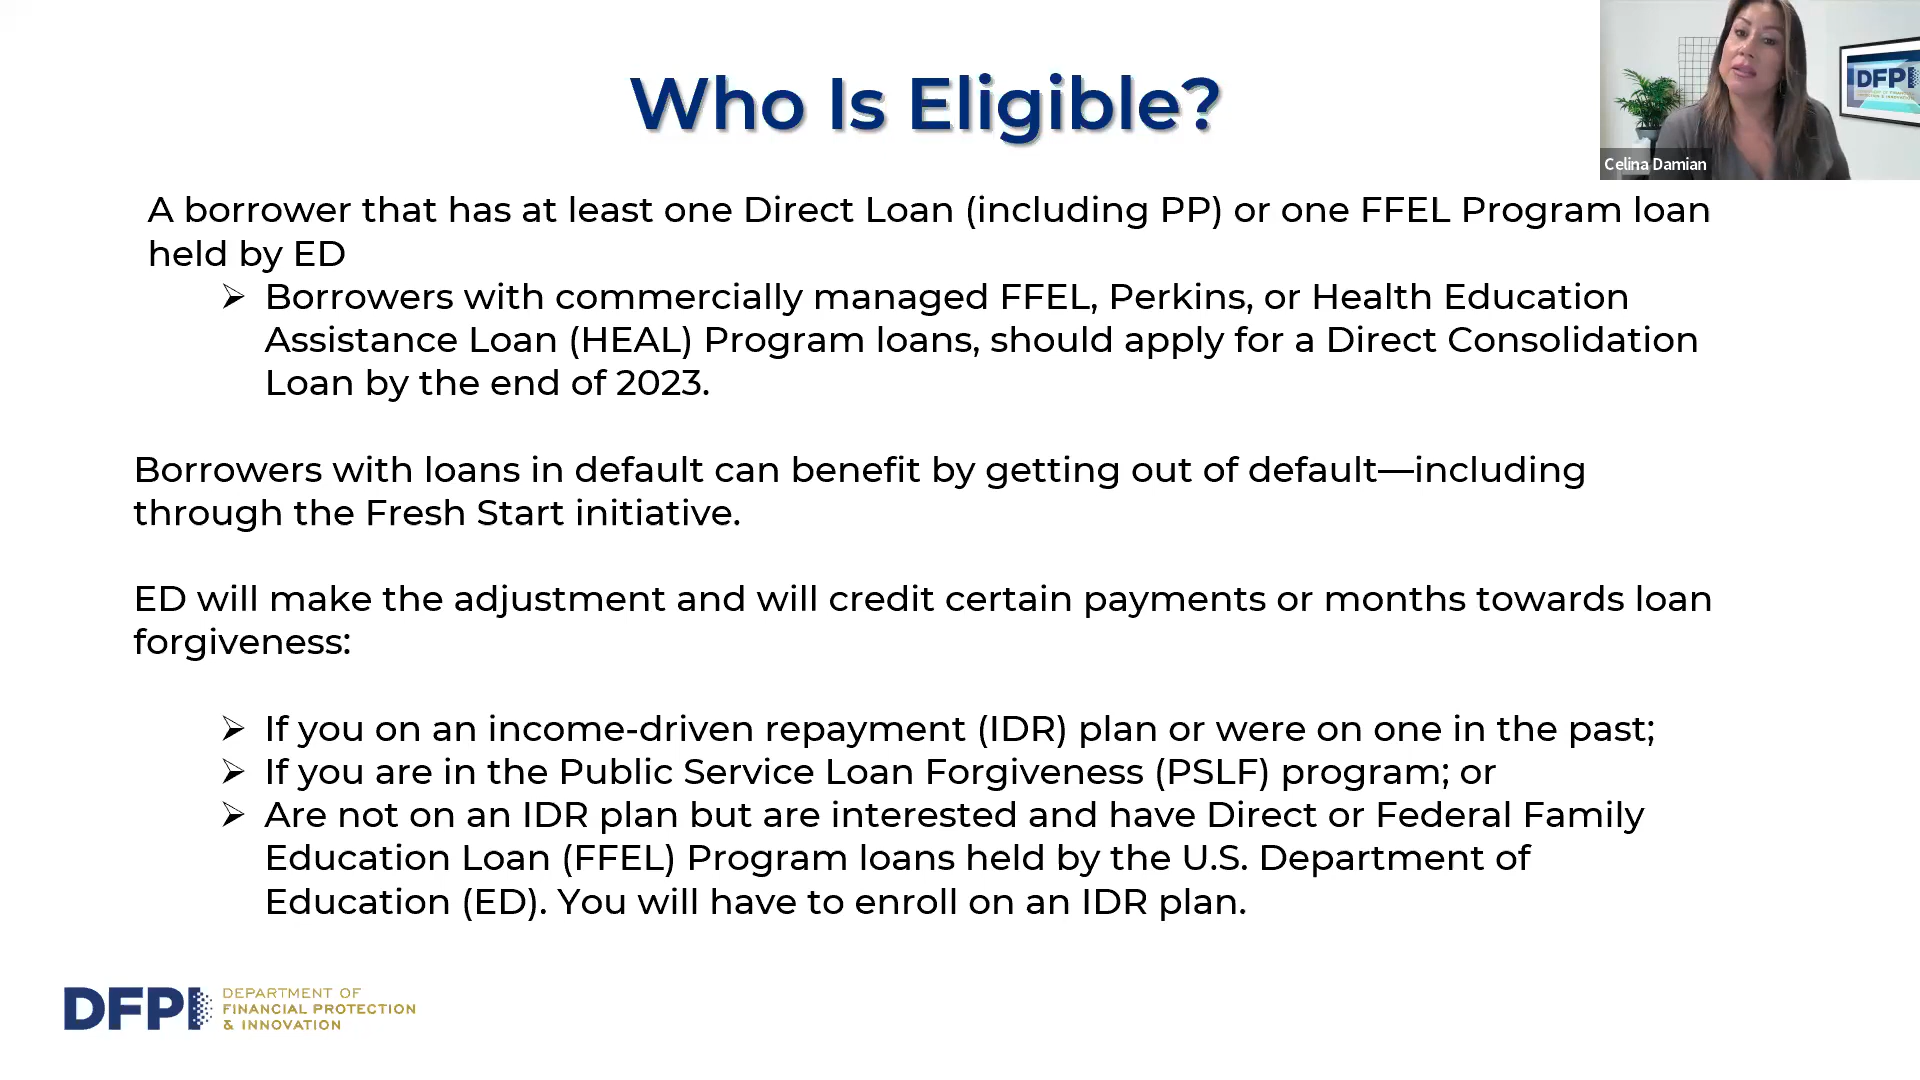 Who Is Eligible?
DFPI
Celina Damian
A borrower that has at least one Direct Loan (including PP) or one FFEL Program loan
held by ED
➢ Borrowers with commercially managed FFEL, Perkins, or Health Education
Assistance Loan (HEAL) Program loans, should apply for a Direct Consolidation
Loan by the end of 2023.
Borrowers with loans in default can benefit by getting out of default—including
through the Fresh Start initiative.
ED will make the adjustment and will credit certain payments or months towards loan
forgiveness:
➢ If you on an income-driven repayment (IDR) plan or were on one in the past;
➢ If you are in the Public Service Loan Forgiveness (PSLF) program; or
➢ Are not on an IDR plan but are interested and have Direct or Federal Family
Education Loan (FFEL) Program loans held by the U.S. Department of
Education (ED). You will have to enroll on an IDR plan.
DFPI
DEPARTMENT OF
FINANCIAL PROTECTION
& INNOVATION